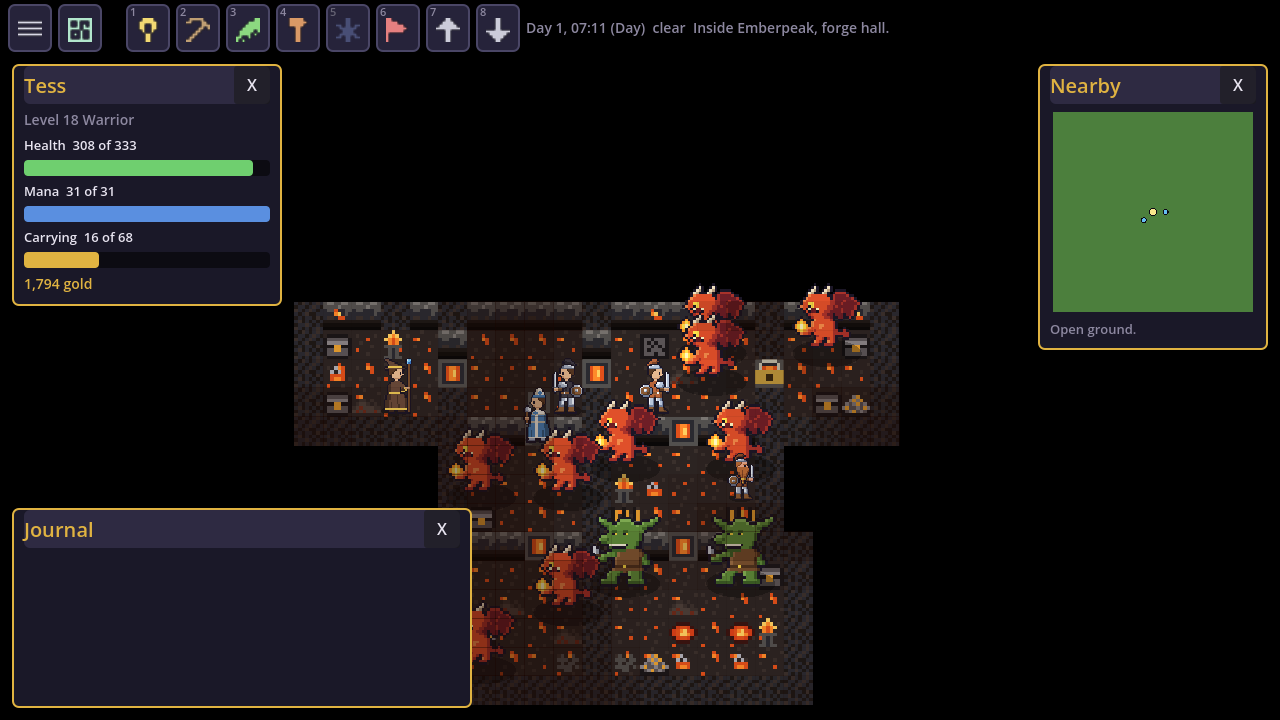 1 2 3 4 5 6 7 8 Day 1, 07:11 (Day) clear Inside Emberpeak, forge hall.
Tess X
Level 18 Warrior
Health 308 of 333
Mana 31 of 31
Carrying 16 of 68
1,794 gold
Nearby X
Open ground.
Journal X